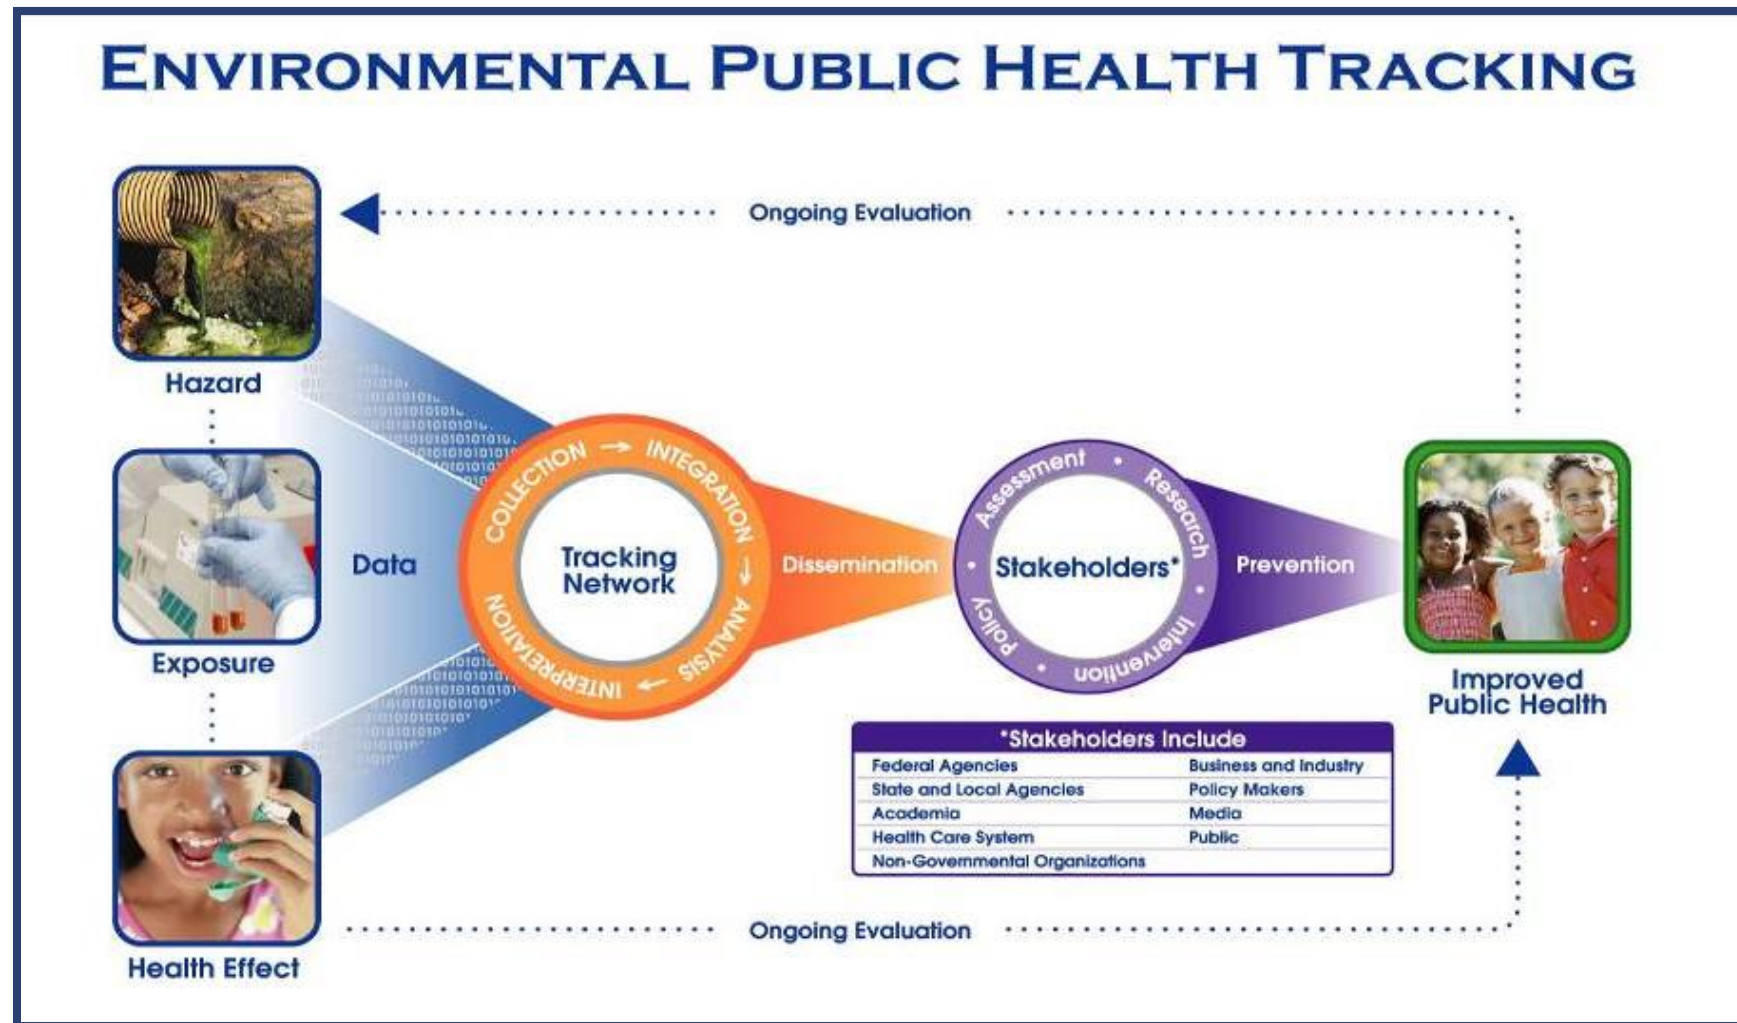 ENVIRONMENTAL PUBLIC HEALTH TRACKING
Ongoing Evaluation
Hazard
Exposure
Health Effect
Data
COLLECTION → INTEGRATION → ANALYSIS → INTERPRETATION
Tracking
Network
Dissemination
Assessment • Research • Intervention • Policy •
Stakeholders*
Prevention
Improved
Public Health
*Stakeholders Include
Federal Agencies
Business and Industry
State and Local Agencies
Policy Makers
Academia
Media
Health Care System
Public
Non-Governmental Organizations
Ongoing Evaluation